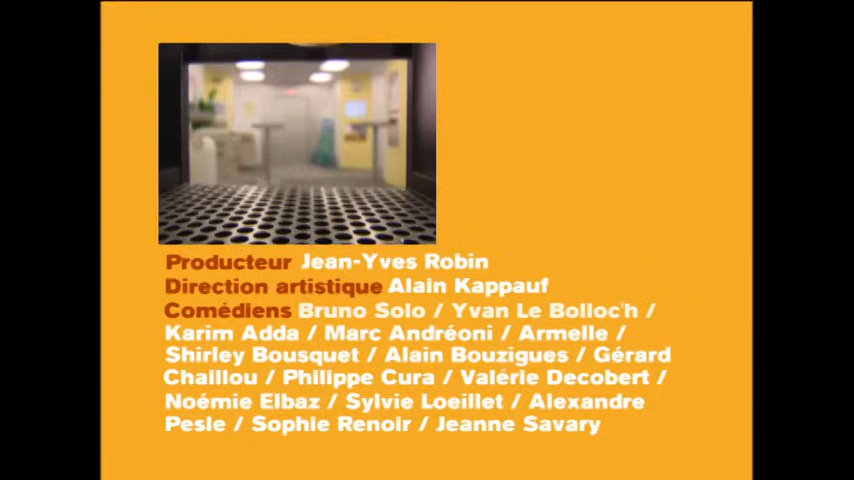 Producteur Jean-Yves Robin
Direction artistique Alain Kappauf
Comédiens Bruno Solo / Yvan Le Bolloc'h /
Karim Adda / Marc Andréoni / Armelle /
Shirley Bousquet / Alain Bouzigues / Gérard
Chaillou / Philippe Cura / Valérie Decobert /
Noémie Elbaz / Sylvie Loeillet / Alexandre
Pesle / Sophie Renoir / Jeanne Savary